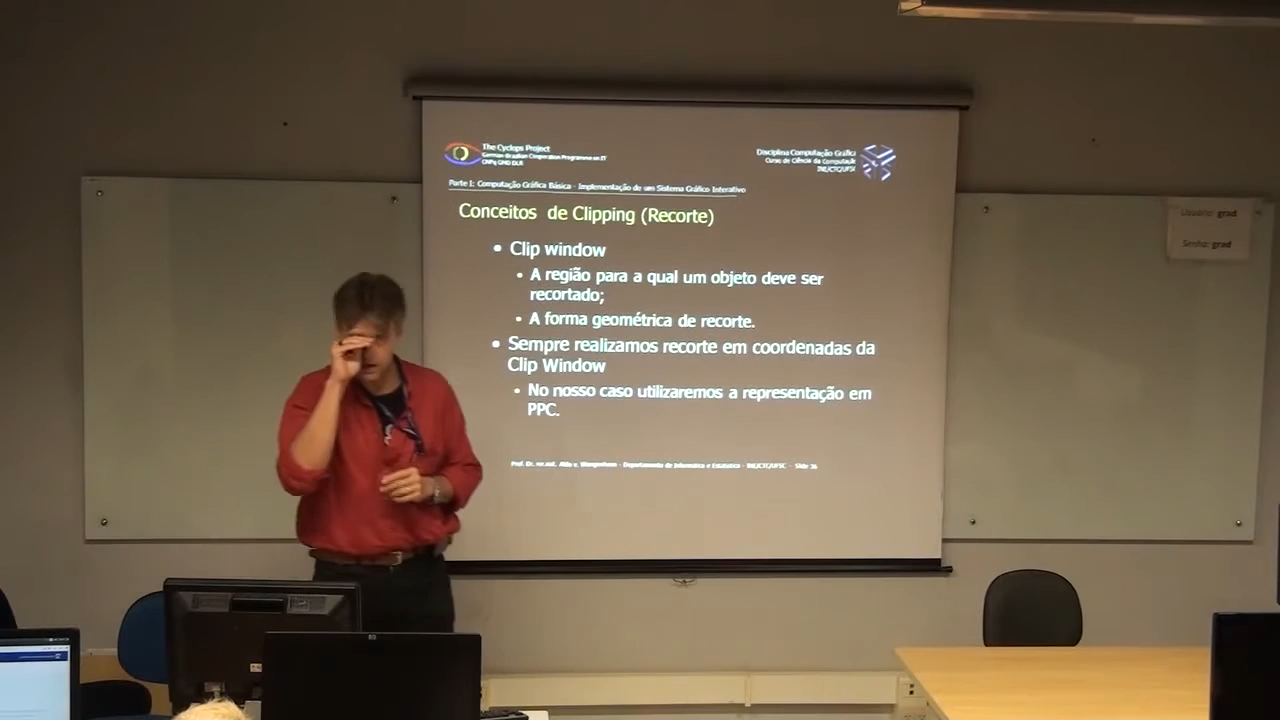 The Cyclops Project
German-Brazilian Cooperation Programme on IT
CNPq GMD DLR
Disciplina Computação Gráfica
Curso de Ciência da Computação
INE/CTC/UFSC
Parte I: Computação Gráfica Básica - Implementação de um Sistema Gráfico Interativo
Conceitos de Clipping (Recorte)
• Clip window
• A região para a qual um objeto deve ser
recortado;
• A forma geométrica de recorte.
• Sempre realizamos recorte em coordenadas da
Clip Window
• No nosso caso utilizaremos a representação em
PPC.
Prof. Dr. rer.nat. Aldo v. Wangenheim - Departamento de Informática e Estatística - INE/CTC/UFSC - Slide 36
Usuário: grad
Senha: grad
hp